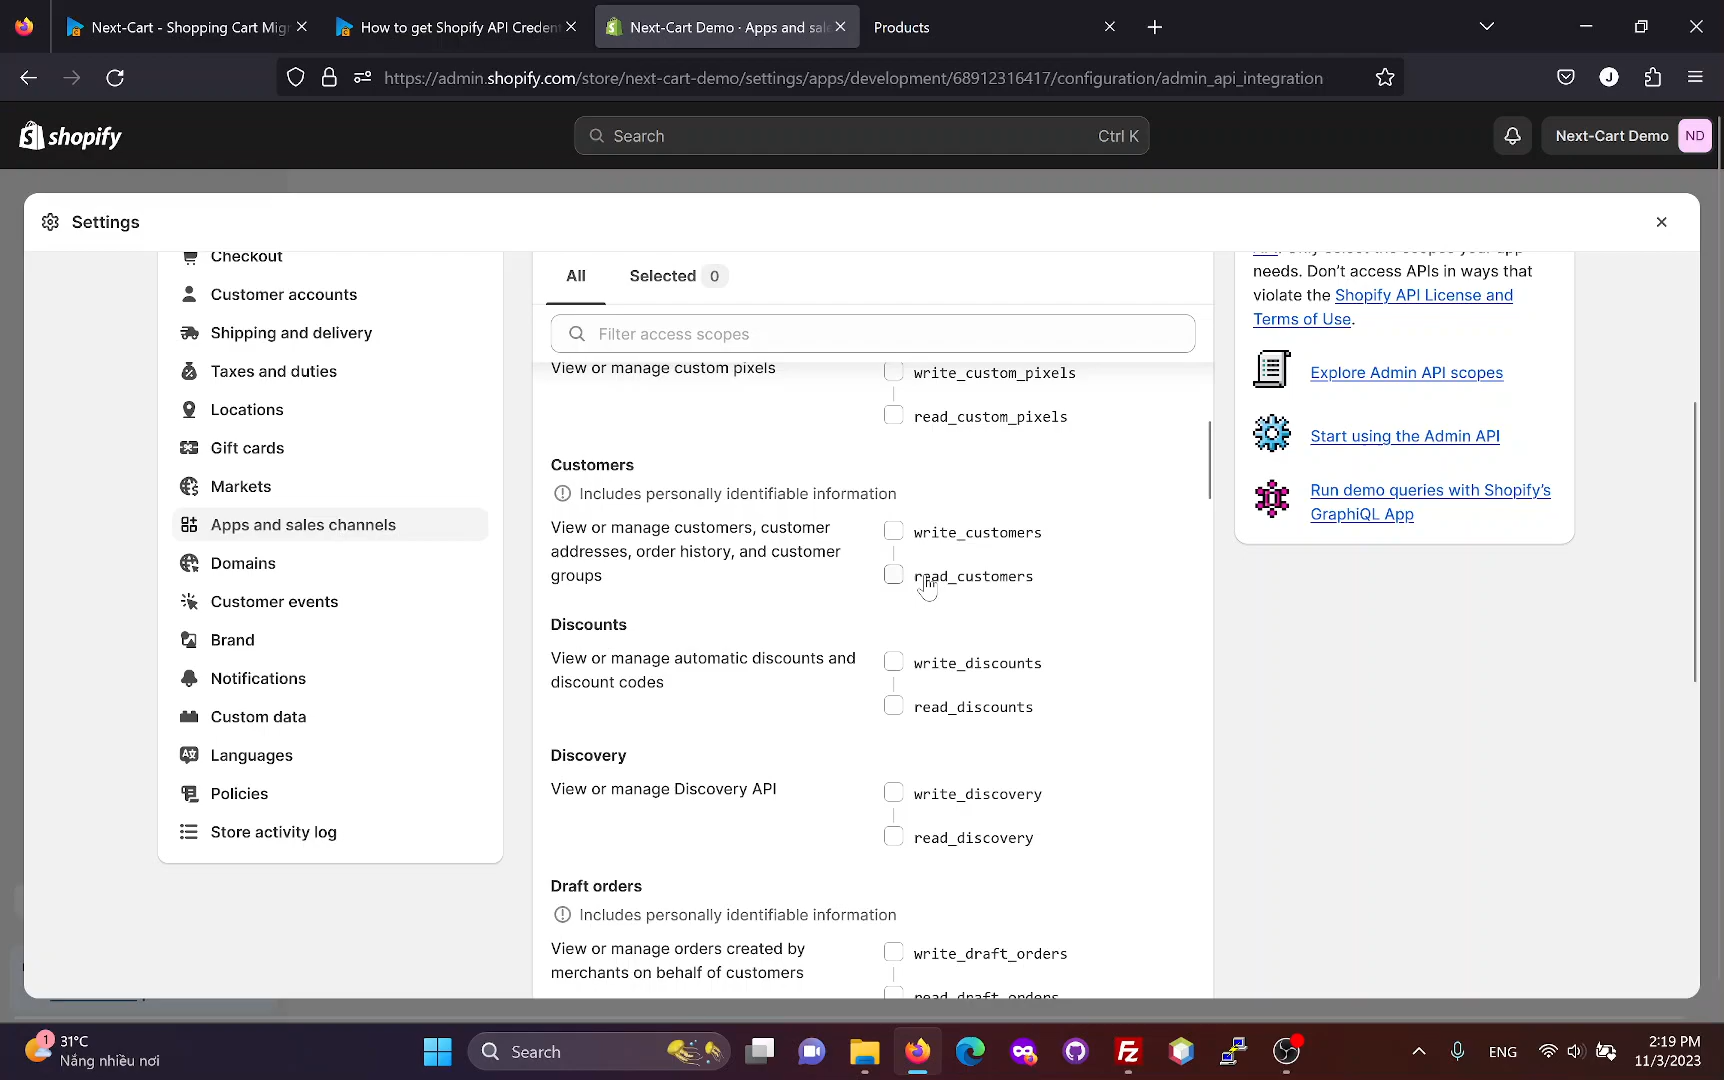 Next-Cart - Shopping Cart Mig
How to get Shopify API Creden
Next-Cart Demo · Apps and sale
Products
https://admin.shopify.com/store/next-cart-demo/settings/apps/development/68912316417/configuration/admin_api_integration
shopify
Search
Ctrl K
Next-Cart Demo
ND
Settings
Checkout
Customer accounts
Shipping and delivery
Taxes and duties
Locations
Gift cards
Markets
Apps and sales channels
Domains
Customer events
Brand
Notifications
Custom data
Languages
Policies
Store activity log
All
Selected 0
Filter access scopes
View or manage custom pixels
write_custom_pixels
read_custom_pixels
Customers
Includes personally identifiable information
View or manage customers, customer
addresses, order history, and customer
groups
write_customers
read_customers
Discounts
View or manage automatic discounts and
discount codes
write_discounts
read_discounts
Discovery
View or manage Discovery API
write_discovery
read_discovery
Draft orders
Includes personally identifiable information
View or manage orders created by
merchants on behalf of customers
write_draft_orders
read_draft_orders
needs. Don't access APIs in ways that
violate the Shopify API License and
Terms of Use.
Explore Admin API scopes
Start using the Admin API
Run demo queries with Shopify's
GraphiQL App
1
31°C
Nắng nhiều nơi
Search
ENG
2:19 PM
11/3/2023